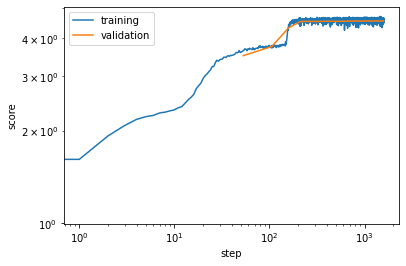 training
validation
4 × 10⁰
3 × 10⁰
2 × 10⁰
10⁰
score
10⁰
10¹
10²
10³
step